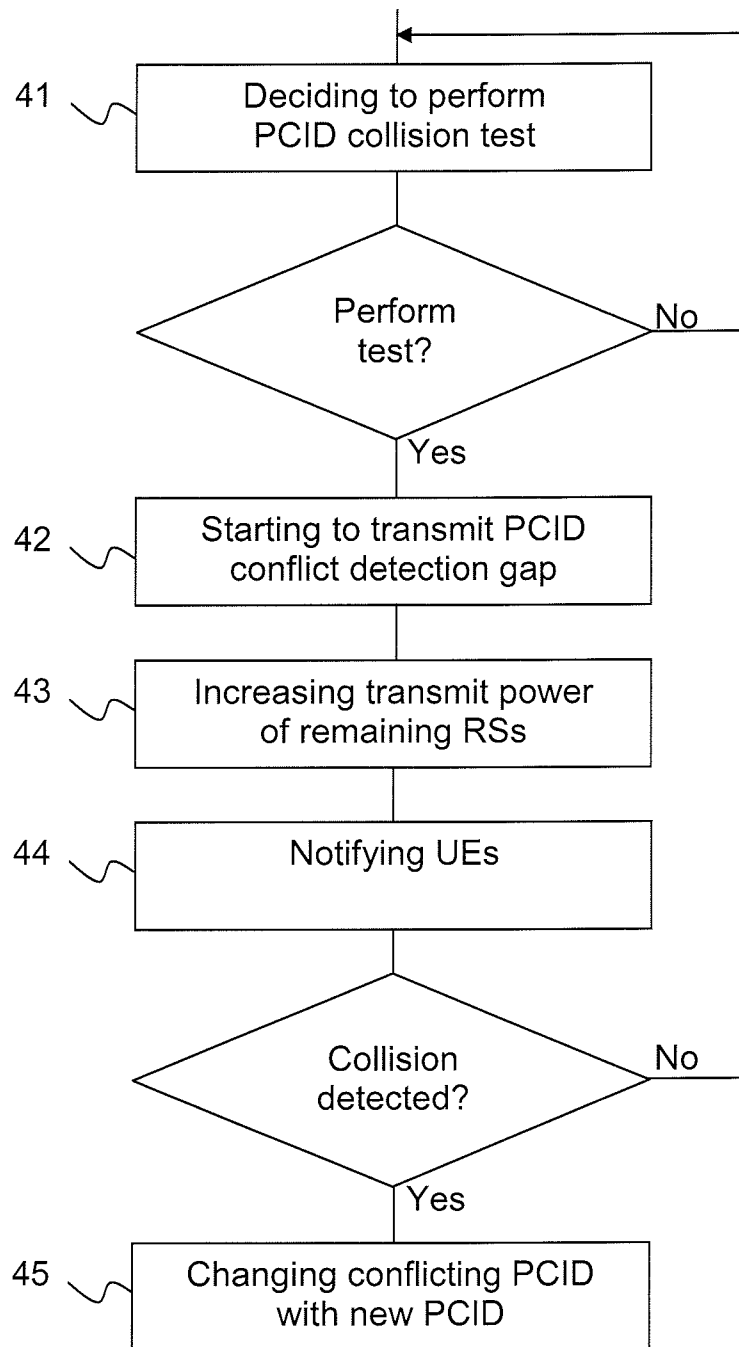 41
Deciding to perform
PCID collision test
Perform
test?
No
Yes
42
Starting to transmit PCID
conflict detection gap
43
Increasing transmit power
of remaining RSs
44
Notifying UEs
Collision
detected?
No
Yes
45
Changing conflicting PCID
with new PCID